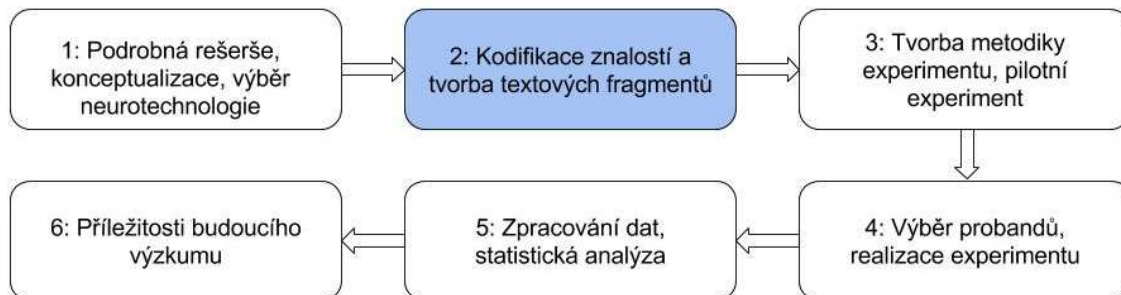 1: Podrobná rešerše,
konceptualizace, výběr
neurotechnologie
2: Kodifikace znalostí a
tvorba textových fragmentů
3: Tvorba metodiky
experimentu, pilotní
experiment
4: Výběr probandů,
realizace experimentu
5: Zpracování dat,
statistická analýza
6: Příležitosti budoucího
výzkumu